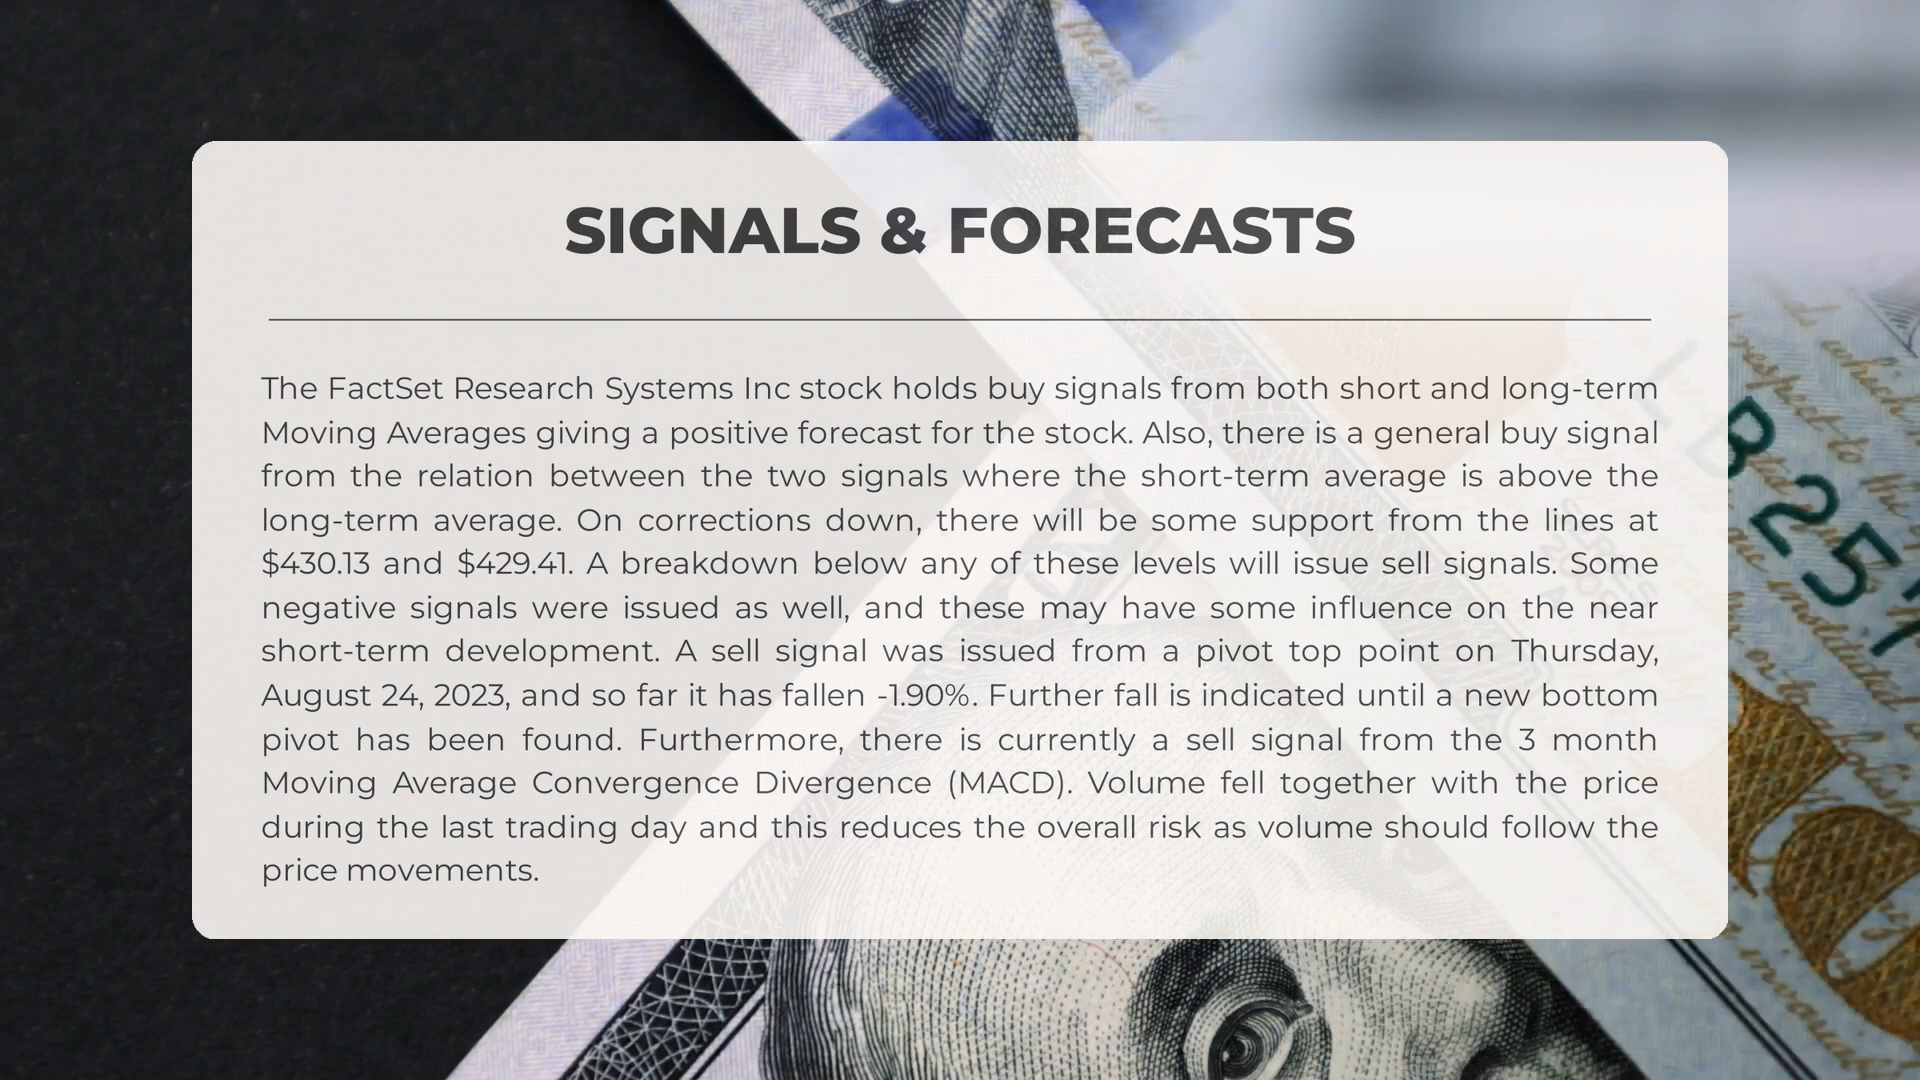 SIGNALS & FORECASTS
The FactSet Research Systems Inc stock holds buy signals from both short and long-term
Moving Averages giving a positive forecast for the stock. Also, there is a general buy signal
from the relation between the two signals where the short-term average is above the
long-term average. On corrections down, there will be some support from the lines at
$430.13 and $429.41. A breakdown below any of these levels will issue sell signals. Some
negative signals were issued as well, and these may have some influence on the near
short-term development. A sell signal was issued from a pivot top point on Thursday,
August 24, 2023, and so far it has fallen -1.90%. Further fall is indicated until a new bottom
pivot has been found. Furthermore, there is currently a sell signal from the 3 month
Moving Average Convergence Divergence (MACD). Volume fell together with the price
during the last trading day and this reduces the overall risk as volume should follow the
price movements.
LB257